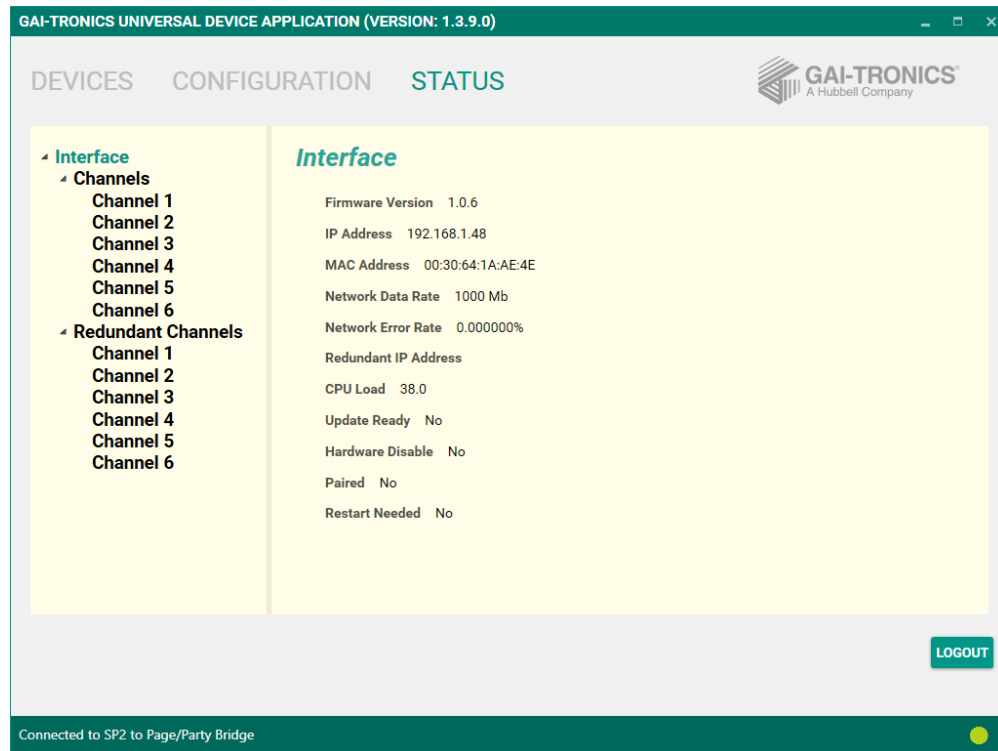 GAI-TRONICS UNIVERSAL DEVICE APPLICATION (VERSION: 1.3.9.0)
DEVICES CONFIGURATION STATUS
GAI-TRONICS®
A Hubbell Company
Interface
Channels
Channel 1
Channel 2
Channel 3
Channel 4
Channel 5
Channel 6
Redundant Channels
Channel 1
Channel 2
Channel 3
Channel 4
Channel 5
Channel 6
Interface
Firmware Version 1.0.6
IP Address 192.168.1.48
MAC Address 00:30:64:1A:AE:4E
Network Data Rate 1000 Mb
Network Error Rate 0.000000%
Redundant IP Address
CPU Load 38.0
Update Ready No
Hardware Disable No
Paired No
Restart Needed No
LOGOUT
Connected to SP2 to Page/Party Bridge